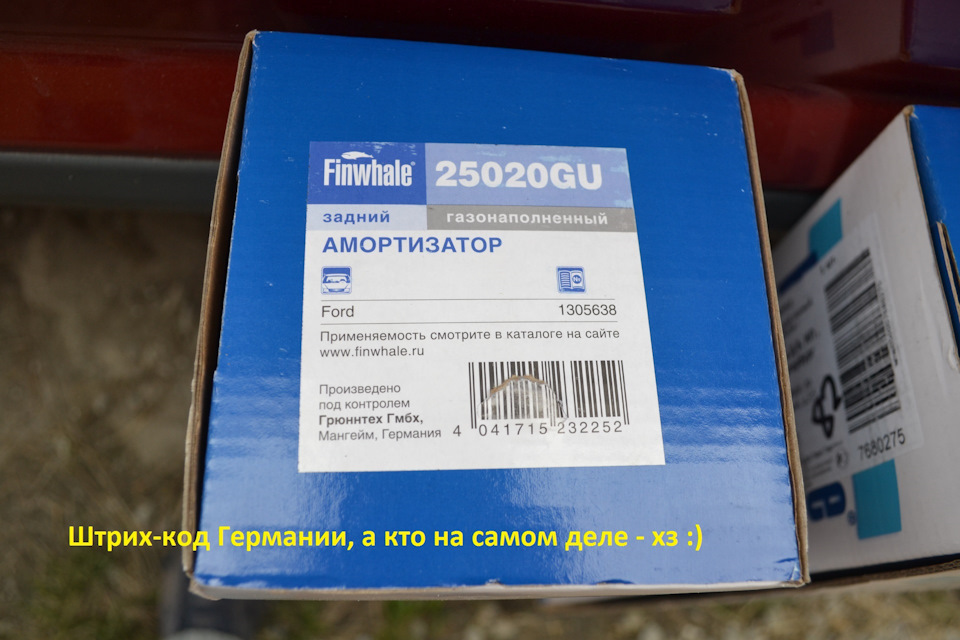 Finwhale® 25020GU
задний газонаполненный
АМОРТИЗАТОР
Ford 1305638
Применяемость смотрите в каталоге на сайте
www.finwhale.ru
Произведено
под контролем
Грюннтех Гмбх,
Мангейм, Германия
4 041715 232252
7680275
Штрих-код Германии, а кто на самом деле - хз :)